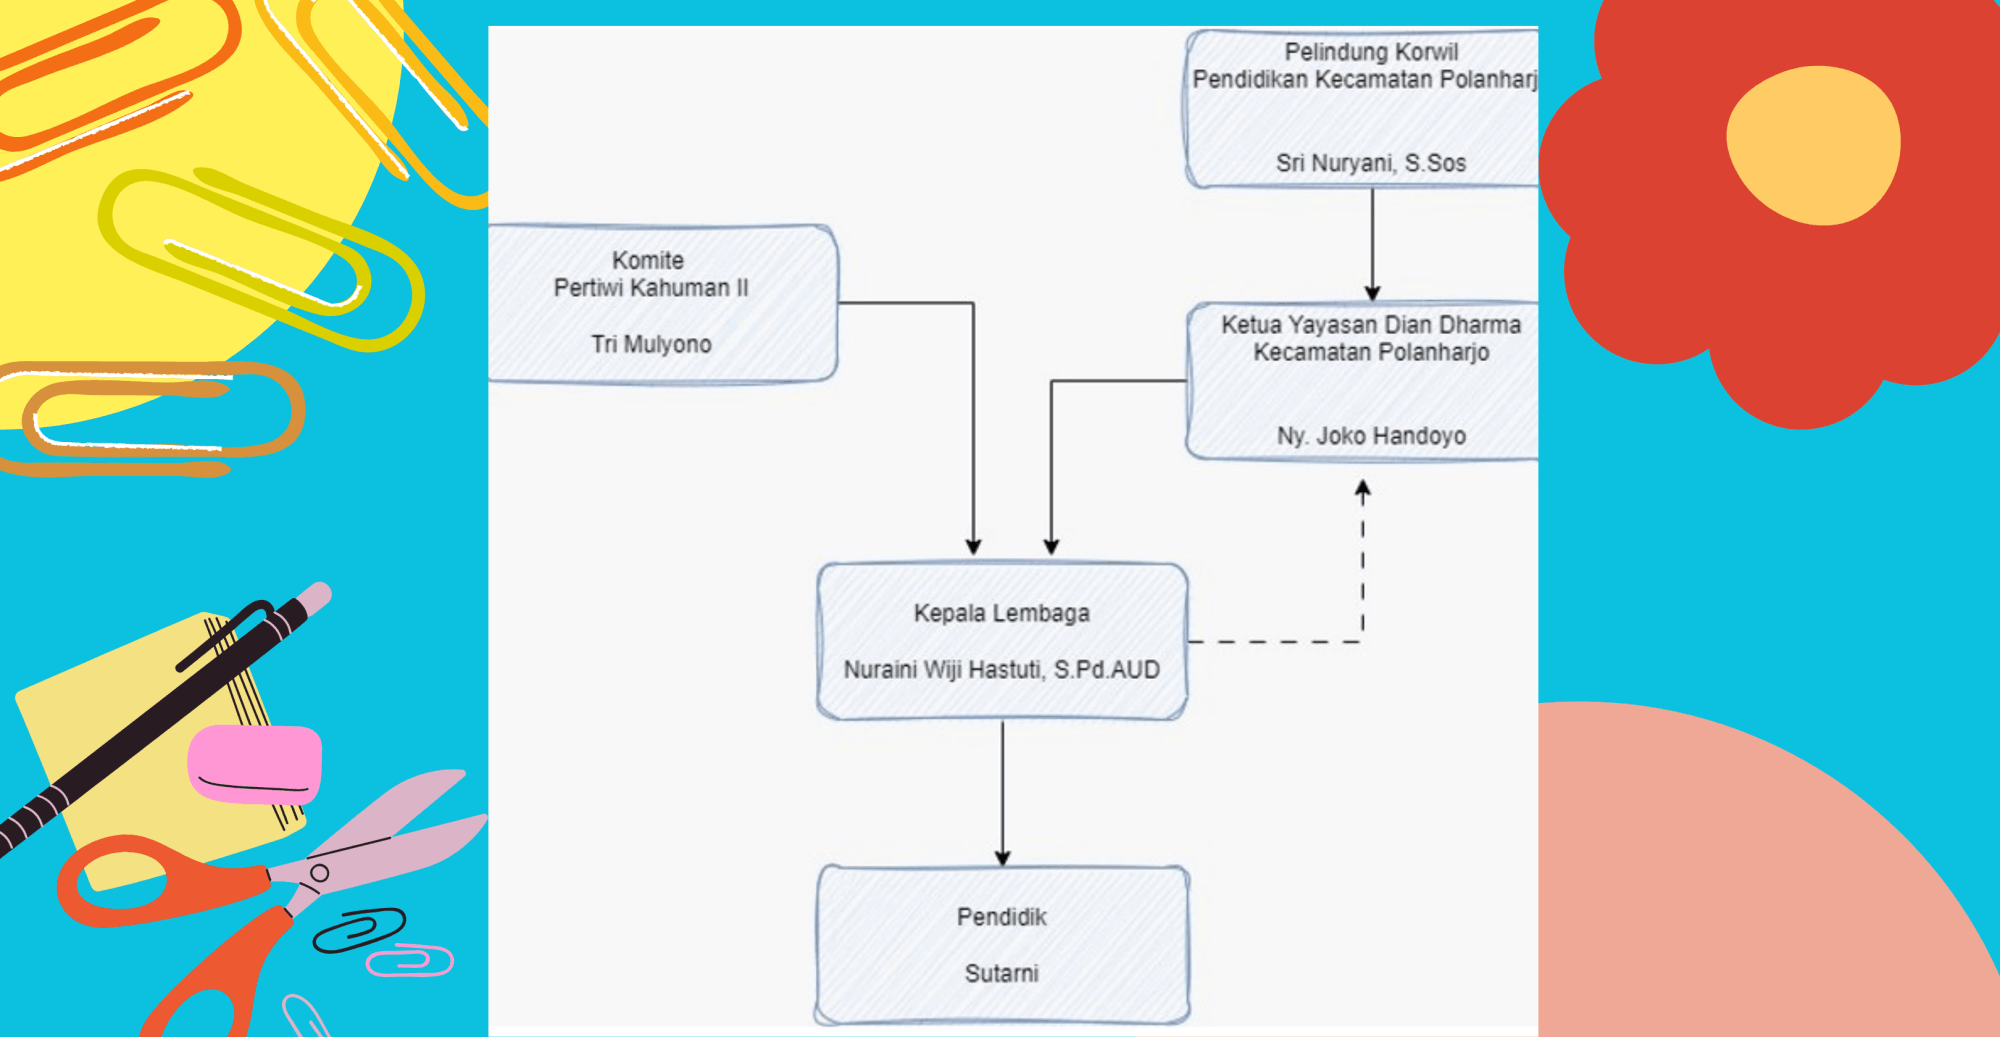 Pelindung Korwil
Pendidikan Kecamatan Polanharj
Sri Nuryani, S.Sos
Komite
Pertiwi Kahuman II
Tri Mulyono
Ketua Yayasan Dian Dharma
Kecamatan Polanharjo
Ny. Joko Handoyo
Kepala Lembaga
Nuraini Wiji Hastuti, S.Pd.AUD
Pendidik
Sutarni